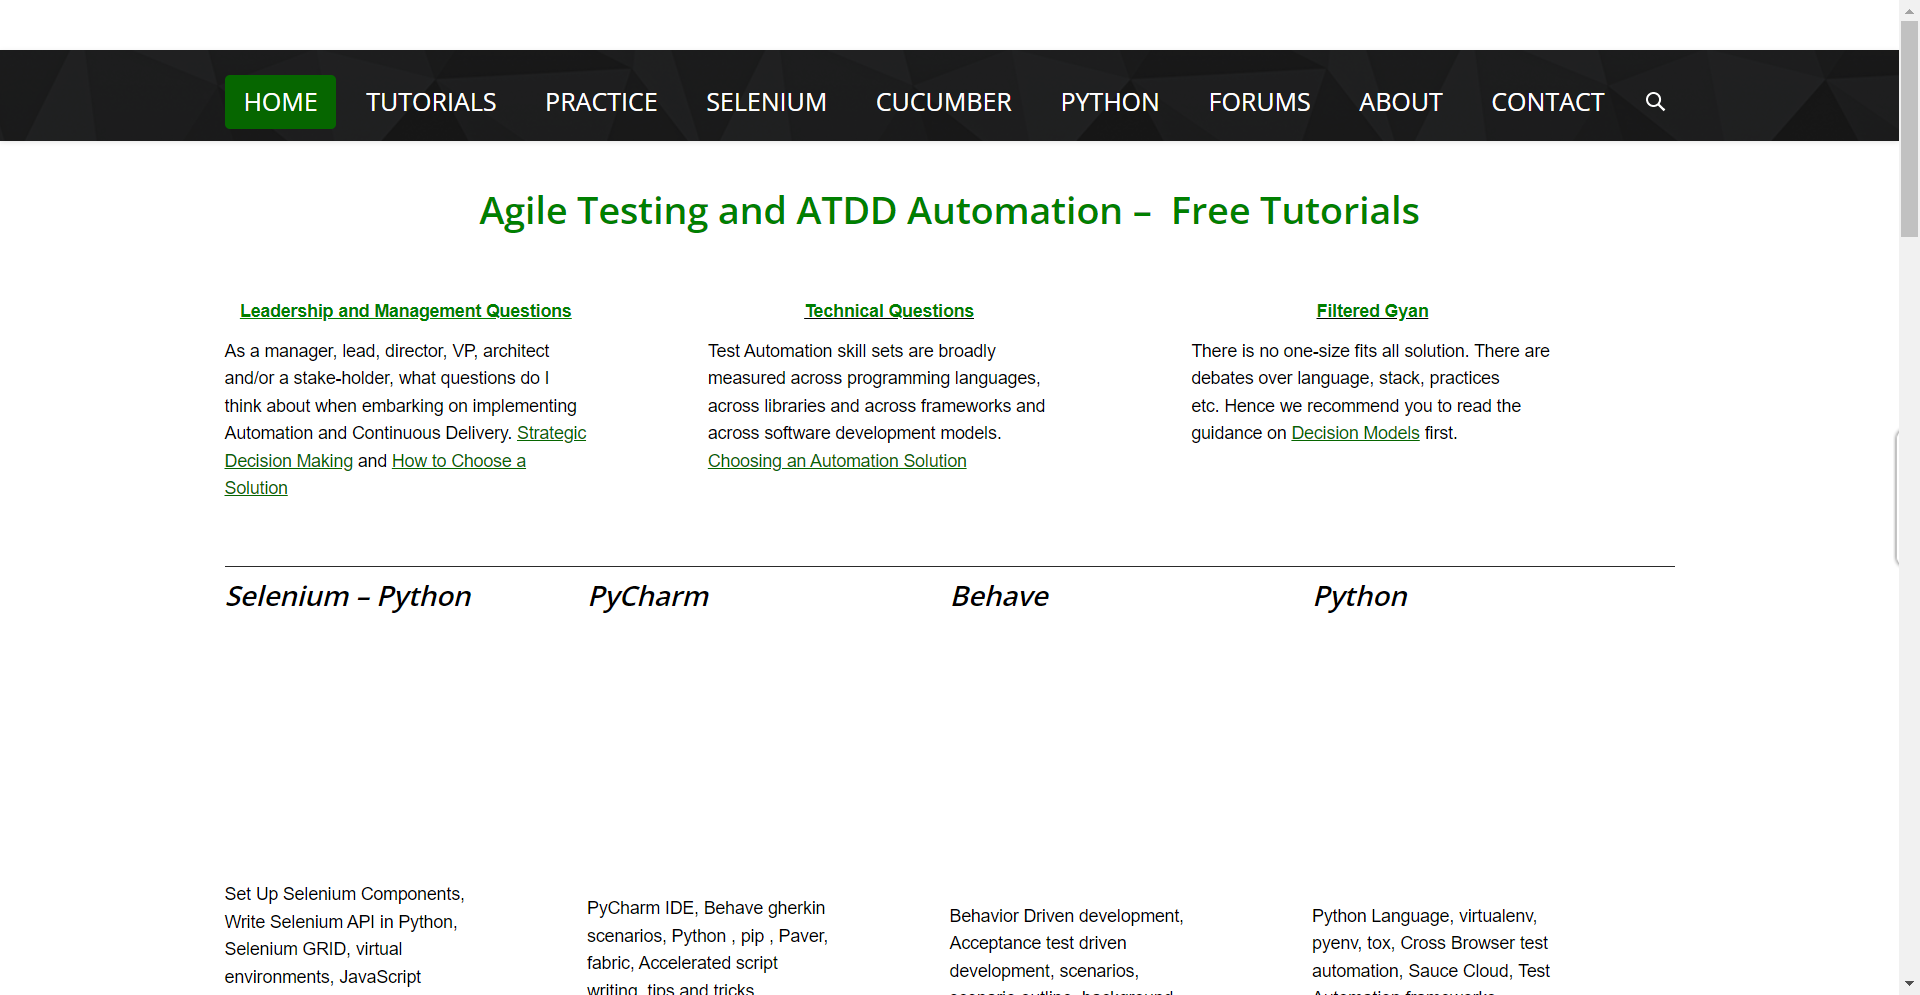 HOME TUTORIALS PRACTICE SELENIUM CUCUMBER PYTHON FORUMS ABOUT CONTACT
Agile Testing and ATDD Automation – Free Tutorials
Leadership and Management Questions
As a manager, lead, director, VP, architect
and/or a stake-holder, what questions do I
think about when embarking on implementing
Automation and Continuous Delivery. Strategic
Decision Making and How to Choose a
Solution
Technical Questions
Test Automation skill sets are broadly
measured across programming languages,
across libraries and across frameworks and
across software development models.
Choosing an Automation Solution
Filtered Gyan
There is no one-size fits all solution. There are
debates over language, stack, practices
etc. Hence we recommend you to read the
guidance on Decision Models first.
Selenium – Python
Set Up Selenium Components,
Write Selenium API in Python,
Selenium GRID, virtual
environments, JavaScript
PyCharm
PyCharm IDE, Behave gherkin
scenarios, Python , pip , Paver,
fabric, Accelerated script
writing, tips and tricks
Behave
Behavior Driven development,
Acceptance test driven
development, scenarios,
scenario outline, background
Python
Python Language, virtualenv,
pyenv, tox, Cross Browser test
automation, Sauce Cloud, Test
Automation frameworks